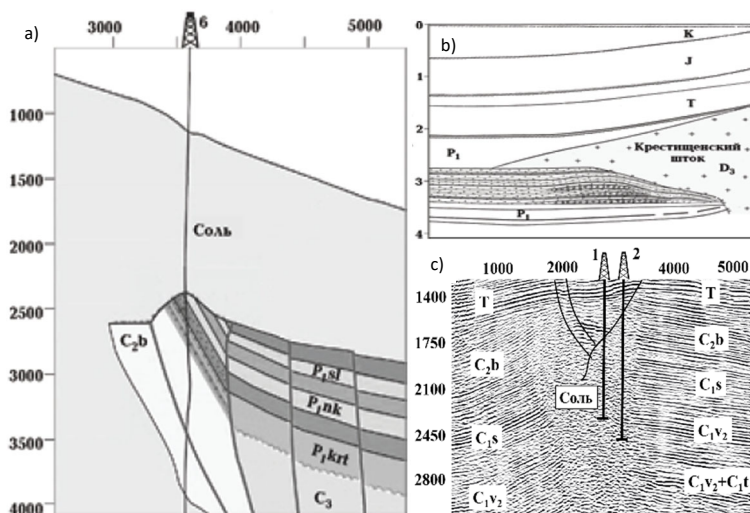 a)
6
3000
4000
5000
1000
1500
2000
2500
3000
3500
4000
Соль
C₂b
P₁sl
P₁nk
P₁krt
C₃
b)
0
1
2
3
4
K
J
T
P₁
Крестищенский
шток
D₃
P₁
c)
1
2
1000
2000
4000
5000
1400
1750
2100
2450
2800
T
T
C₂b
C₂b
C₁s
Соль
C₁s
C₁v₂
C₁v₂
C₁v₂+C₁t